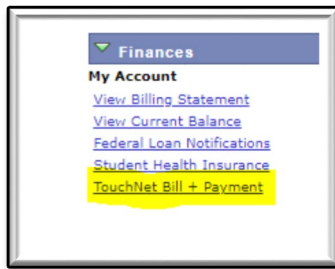 Finances
My Account
View Billing Statement
View Current Balance
Federal Loan Notifications
Student Health Insurance
TouchNet Bill + Payment